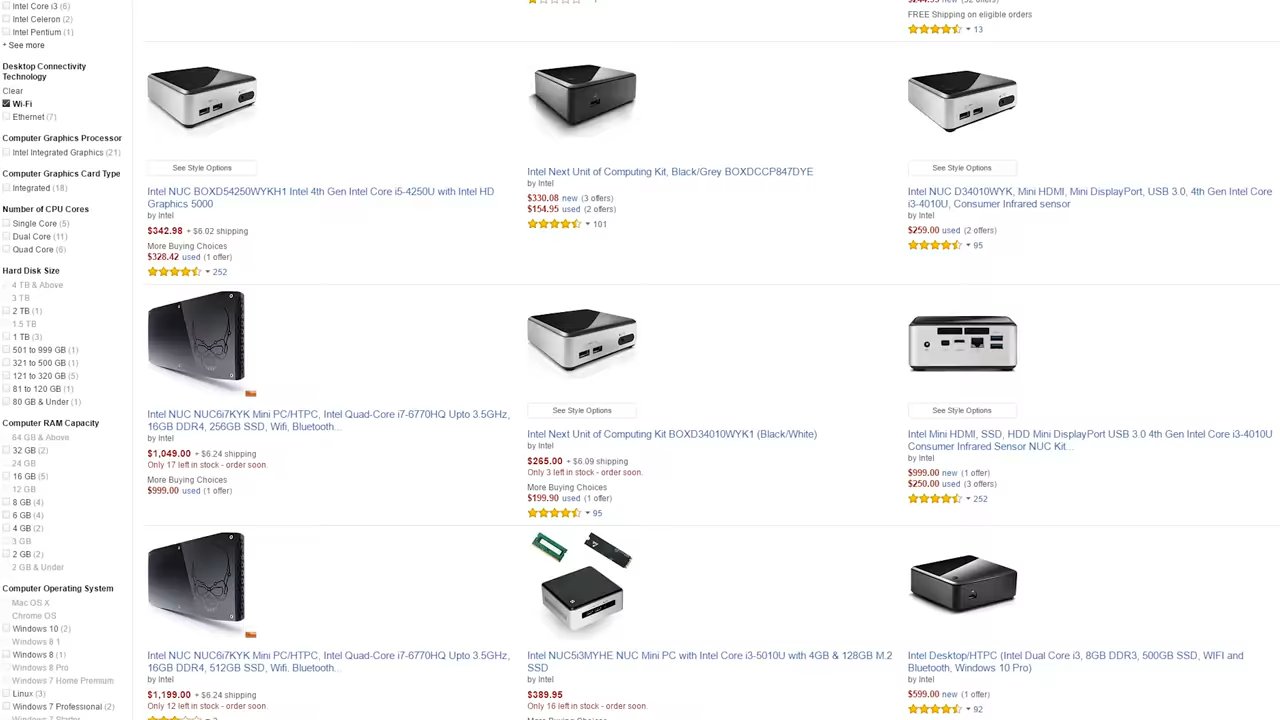 Intel Core i3 (6)
Intel Celeron (2)
Intel Pentium (1)
+ See more
Desktop Connectivity
Technology
Clear
Wi-Fi
Ethernet (7)
Computer Graphics Processor
Intel Integrated Graphics (21)
Computer Graphics Card Type
Integrated (18)
Number of CPU Cores
Single Core (5)
Dual Core (11)
Quad Core (6)
Hard Disk Size
4 TB & Above
3 TB
2 TB (1)
1.5 TB
1 TB (3)
501 to 999 GB (1)
321 to 500 GB (1)
121 to 320 GB (5)
81 to 120 GB (1)
80 GB & Under (1)
Computer RAM Capacity
64 GB & Above
32 GB (2)
24 GB
16 GB (5)
12 GB
8 GB (4)
6 GB (4)
4 GB (2)
3 GB
2 GB (2)
2 GB & Under
Computer Operating System
Mac OS X
Chrome OS
Windows 10 (2)
Windows 8 1
Windows 8 (1)
Windows 8 Pro
Windows 7 Home Premium
Linux (3)
Windows 7 Professional (2)
Windows 7 Starter
FREE Shipping on eligible orders
13
See Style Options
Intel NUC BOXD54250WYKH1 Intel 4th Gen Intel Core i5-4250U with Intel HD
Graphics 5000
by Intel
$342.98 + $6.02 shipping
More Buying Choices
$328.42 used (1 offer)
252
Intel Next Unit of Computing Kit, Black/Grey BOXDCCP847DYE
by Intel
$330.08 new (3 offers)
$154.95 used (2 offers)
101
See Style Options
Intel NUC D34010WYK, Mini HDMI, Mini DisplayPort, USB 3.0, 4th Gen Intel Core
i3-4010U, Consumer Infrared sensor
by Intel
$259.00 used (2 offers)
95
Intel NUC NUC6i7KYK Mini PC/HTPC, Intel Quad-Core i7-6770HQ Upto 3.5GHz,
16GB DDR4, 256GB SSD, Wifi, Bluetooth...
by Intel
$1,049.00 + $6.24 shipping
Only 17 left in stock - order soon.
More Buying Choices
$999.00 used (1 offer)
See Style Options
Intel Next Unit of Computing Kit BOXD34010WYK1 (Black/White)
by Intel
$265.00 + $6.09 shipping
Only 3 left in stock - order soon.
More Buying Choices
$199.90 used (1 offer)
95
See Style Options
Intel Mini HDMI, SSD, HDD Mini DisplayPort USB 3.0 4th Gen Intel Core i3-4010U
Consumer Infrared Sensor NUC Kit...
by Intel
$999.00 new (1 offer)
$250.00 used (3 offers)
252
Intel NUC NUC6i7KYK Mini PC/HTPC, Intel Quad-Core i7-6770HQ Upto 3.5GHz,
16GB DDR4, 512GB SSD, Wifi. Bluetooth...
by Intel
$1,199.00 + $6.24 shipping
Only 12 left in stock - order soon.
Intel NUC5i3MYHE NUC Mini PC with Intel Core i3-5010U with 4GB & 128GB M.2
SSD
by Intel
$389.95
Only 16 left in stock - order soon.
More Buying Choices
Intel Desktop/HTPC (Intel Dual Core i3, 8GB DDR3, 500GB SSD, WIFI and
Bluetooth, Windows 10 Pro)
by Intel
$599.00 new (1 offer)
92